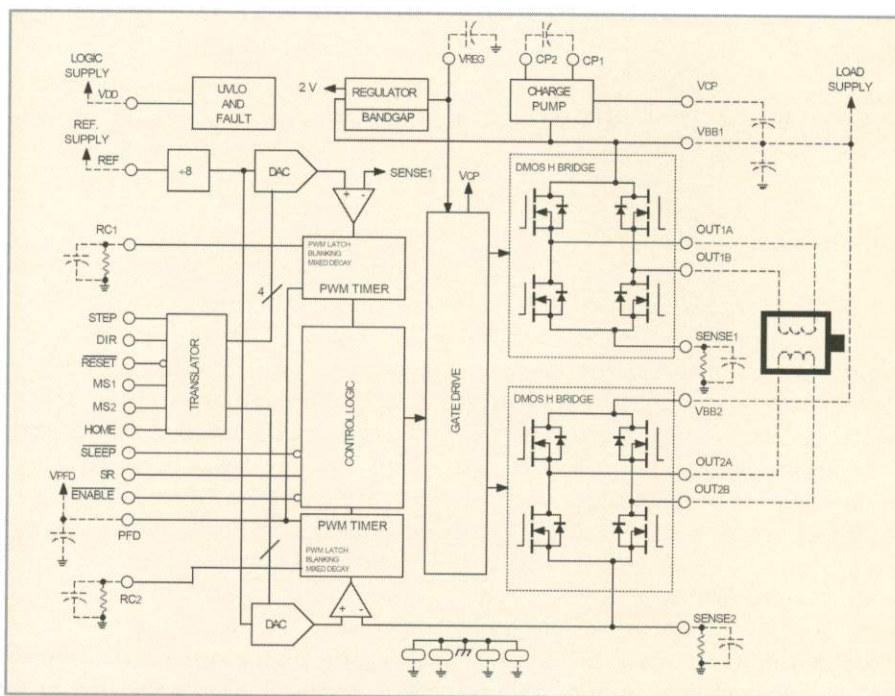 LOGIC
SUPPLY
VDD
UVLO
AND
FAULT
2 V
REGULATOR
BANDGAP
VREG
CP2
CP1
CHARGE
PUMP
VCP
LOAD
SUPPLY
VBB1
REF.
SUPPLY
REF
÷8
DAC
+ -
SENSE1
VCP
DMOS H BRIDGE
RC1
PWM LATCH
BLANKING
MIXED DECAY
PWM TIMER
4
OUT1A
OUT1B
STEP
DIR
RESET
MS1
MS2
HOME
TRANSLATOR
CONTROL LOGIC
GATE DRIVE
SENSE1
DMOS H BRIDGE
VBB2
SLEEP
SR
ENABLE
VPFD
PFD
OUT2A
OUT2B
PWM TIMER
PWM LATCH
BLANKING
MIXED DECAY
RC2
DAC
+ -
SENSE2